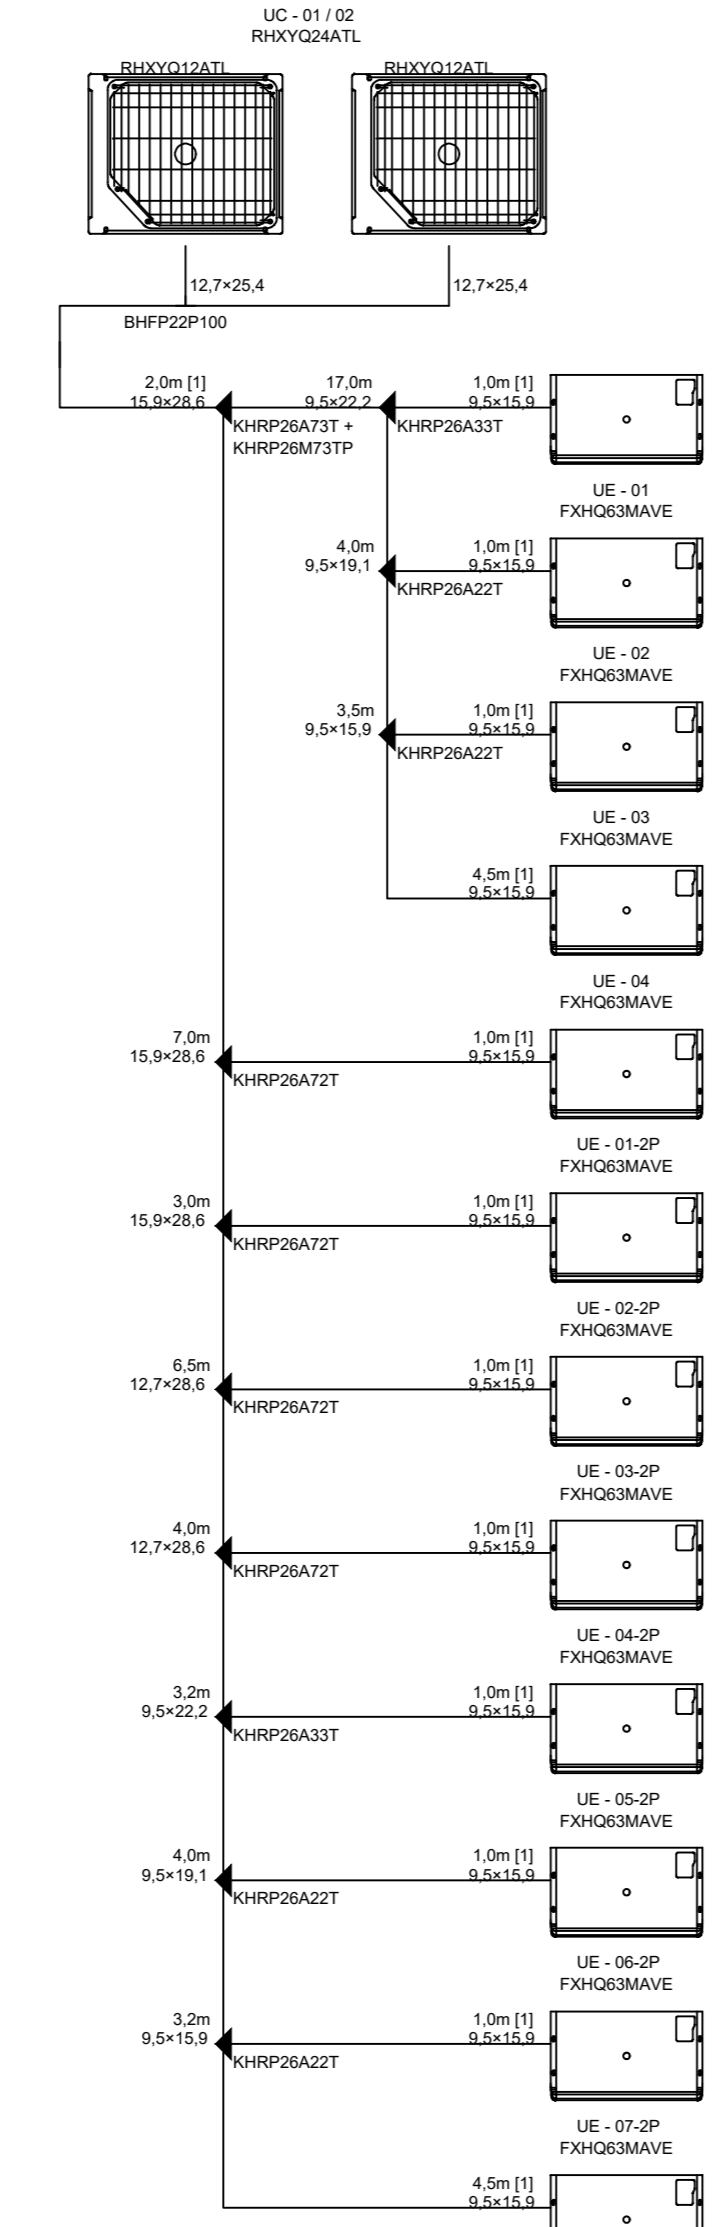 UC - 01 / 02
RHXYQ24ATL
RHXYQ12ATL
RHXYQ12ATL
12,7×25,4
12,7×25,4
BHFP22P100
2,0m [1]
15,9×28,6
17,0m
9,5×22,2
1,0m [1]
9,5×15,9
KHRP26A73T +
KHRP26M73TP
KHRP26A33T
UE - 01
FXHQ63MAVE
4,0m
9,5×19,1
1,0m [1]
9,5×15,9
KHRP26A22T
UE - 02
FXHQ63MAVE
3,5m
9,5×15,9
1,0m [1]
9,5×15,9
KHRP26A22T
UE - 03
FXHQ63MAVE
4,5m [1]
9,5×15,9
UE - 04
FXHQ63MAVE
7,0m
15,9×28,6
1,0m [1]
9,5×15,9
KHRP26A72T
UE - 01-2P
FXHQ63MAVE
3,0m
15,9×28,6
1,0m [1]
9,5×15,9
KHRP26A72T
UE - 02-2P
FXHQ63MAVE
6,5m
12,7×28,6
1,0m [1]
9,5×15,9
KHRP26A72T
UE - 03-2P
FXHQ63MAVE
4,0m
12,7×28,6
1,0m [1]
9,5×15,9
KHRP26A72T
UE - 04-2P
FXHQ63MAVE
3,2m
9,5×22,2
1,0m [1]
9,5×15,9
KHRP26A33T
UE - 05-2P
FXHQ63MAVE
4,0m
9,5×19,1
1,0m [1]
9,5×15,9
KHRP26A22T
UE - 06-2P
FXHQ63MAVE
3,2m
9,5×15,9
1,0m [1]
9,5×15,9
KHRP26A22T
UE - 07-2P
FXHQ63MAVE
4,5m [1]
9,5×15,9